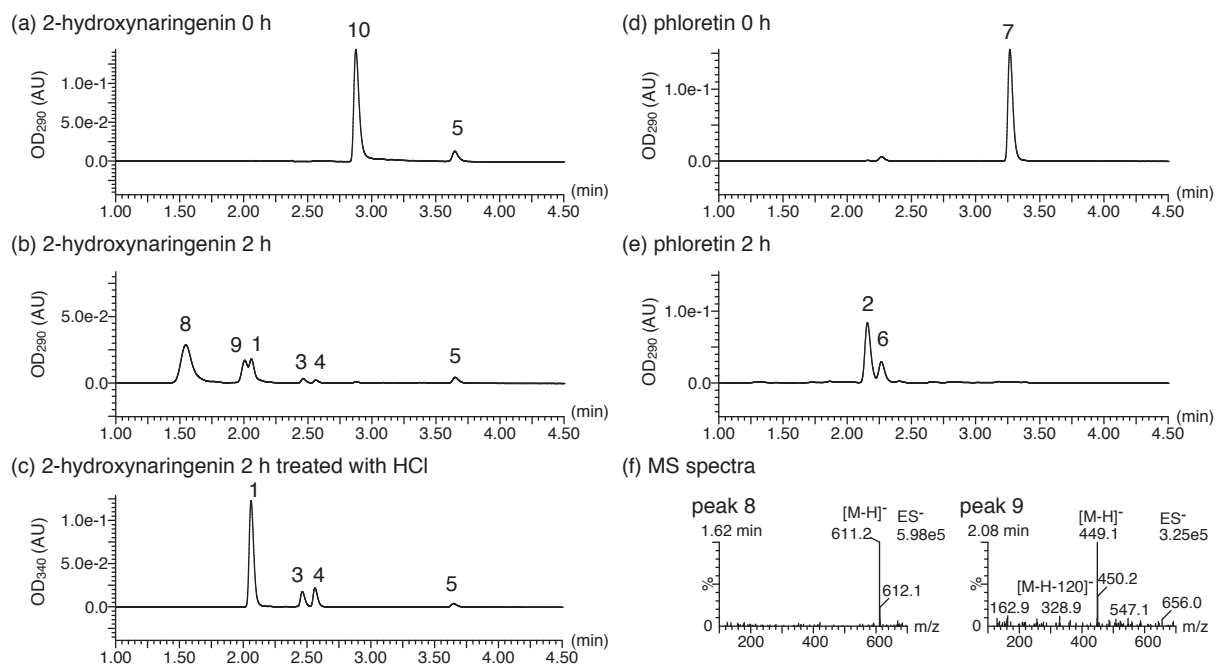 (a) 2-hydroxynaringenin 0 h
10
5
OD290 (AU)
1.0e-1
5.0e-2
0.0
(min)
1.00 1.50 2.00 2.50 3.00 3.50 4.00 4.50
(b) 2-hydroxynaringenin 2 h
8
9 1
3 4
5
OD290 (AU)
5.0e-2
0.0
(min)
1.00 1.50 2.00 2.50 3.00 3.50 4.00 4.50
(c) 2-hydroxynaringenin 2 h treated with HCl
1
3 4
5
OD340 (AU)
1.0e-1
5.0e-2
0.0
(min)
1.00 1.50 2.00 2.50 3.00 3.50 4.00 4.50
(d) phloretin 0 h
7
OD290 (AU)
1.0e-1
0.0
(min)
1.00 1.50 2.00 2.50 3.00 3.50 4.00 4.50
(e) phloretin 2 h
2
6
OD290 (AU)
1.0e-1
0.0
(min)
1.00 1.50 2.00 2.50 3.00 3.50 4.00 4.50
(f) MS spectra
peak 8
1.62 min
[M-H]-
611.2
ES-
5.98e5
100
%
612.1
0
200 400 600 m/z
peak 9
2.08 min
[M-H]-
449.1
ES-
3.25e5
100
%
[M-H-120]-
450.2
162.9 328.9 547.1 656.0
0
200 400 600 m/z